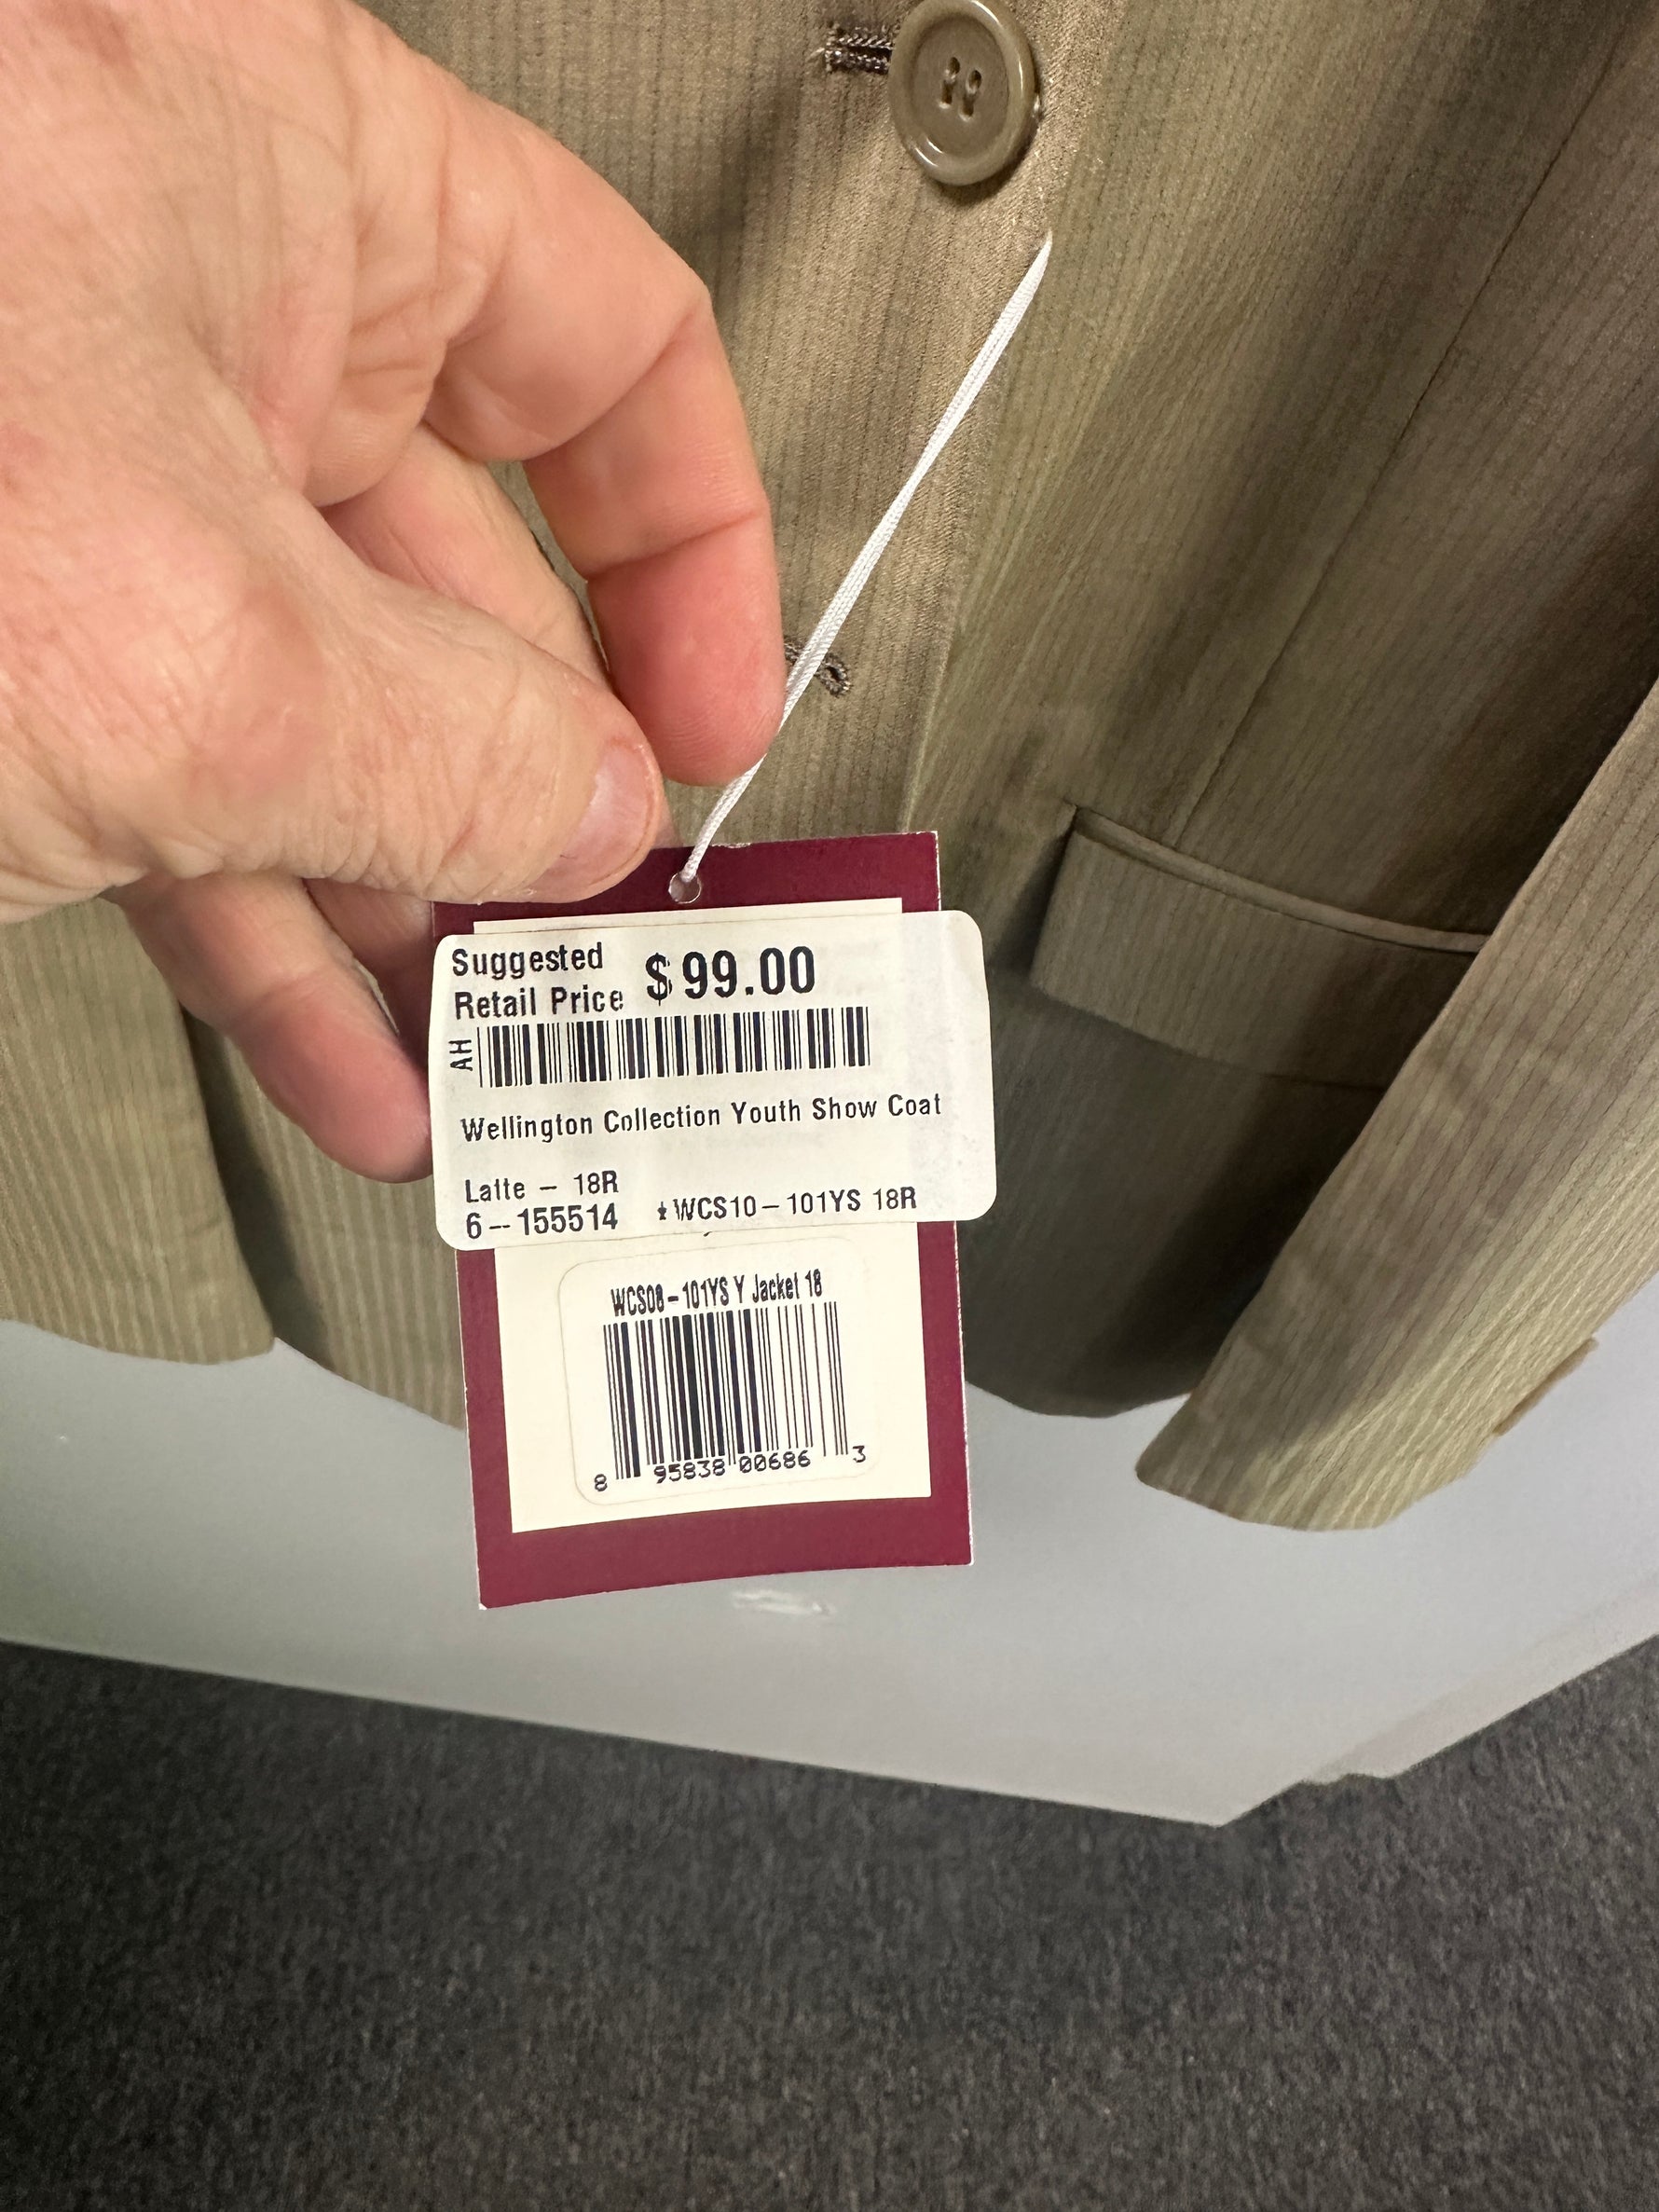 Suggested
Retail Price $99.00
AH
Wellington Collection Youth Show Coat
Latte - 18R
6-155514 *WCS10-101YS 18R
WCS08-101YS Y Jacket 18
8 95838 00686 3